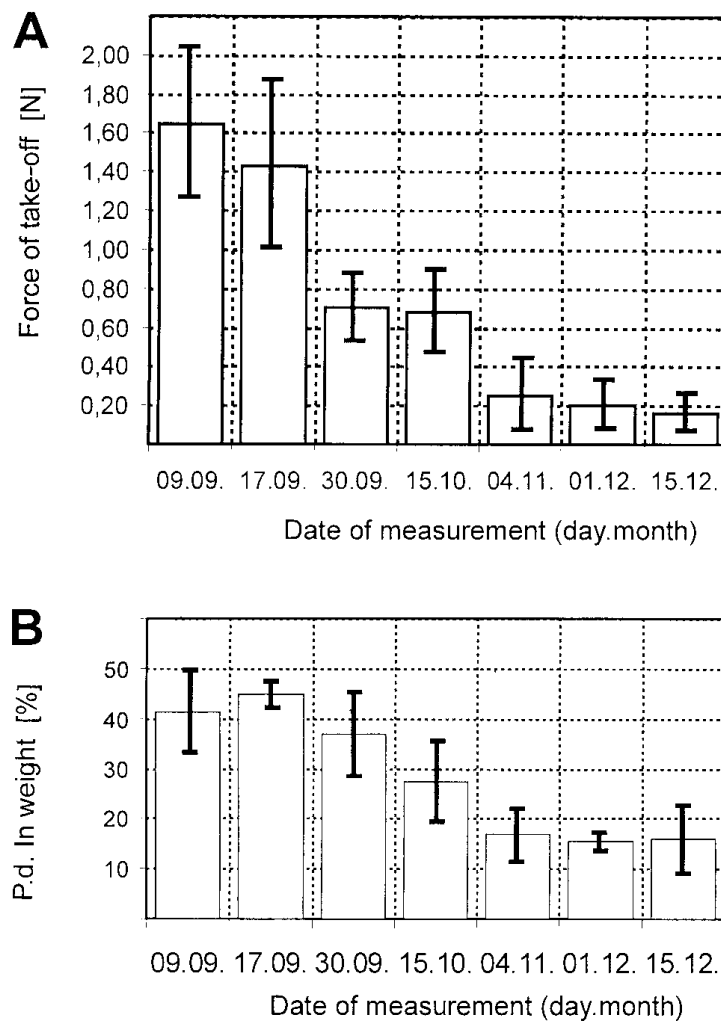 A
Force of take-off [N]
2,00
1,80
1,60
1,40
1,20
1,00
0,80
0,60
0,40
0,20
09.09. 17.09. 30.09. 15.10. 04.11. 01.12. 15.12.
Date of measurement (day.month)
B
P.d. In weight [%]
50
40
30
20
10
09.09. 17.09. 30.09. 15.10. 04.11. 01.12. 15.12.
Date of measurement (day.month)